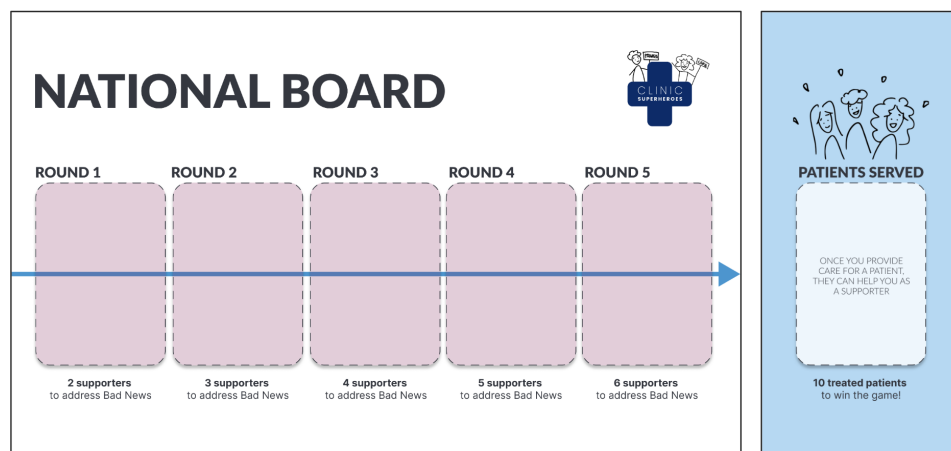 NATIONAL BOARD
CLINIC
SUPERHEROES
ROUND 1
ROUND 2
ROUND 3
ROUND 4
ROUND 5
2 supporters
to address Bad News
3 supporters
to address Bad News
4 supporters
to address Bad News
5 supporters
to address Bad News
6 supporters
to address Bad News
PATIENTS SERVED
ONCE YOU PROVIDE
CARE FOR A PATIENT,
THEY CAN HELP YOU AS
A SUPPORTER
10 treated patients
to win the game!